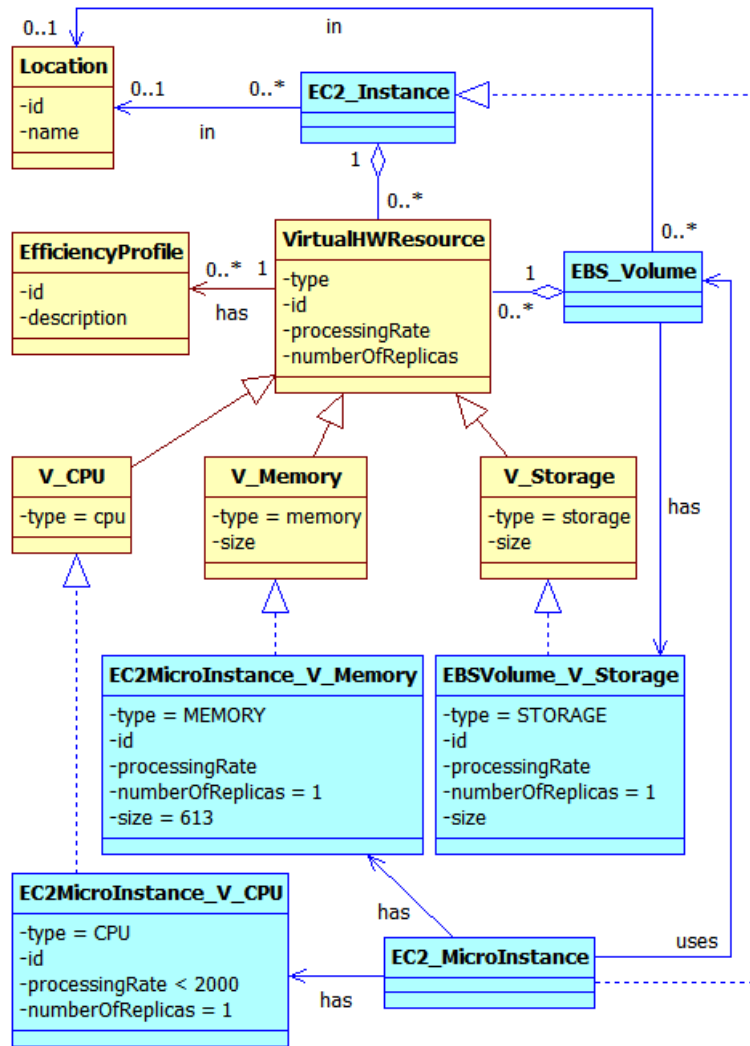 in
0..1
Location
-id
-name
0..1
0..*
in
EC2_Instance
1
0..*
EfficiencyProfile
-id
-description
0..*
1
has
VirtualHWResource
-type
-id
-processingRate
-numberOfReplicas
1
0..*
0..*
EBS_Volume
V_CPU
-type = cpu
V_Memory
-type = memory
-size
V_Storage
-type = storage
-size
has
EC2MicroInstance_V_Memory
-type = MEMORY
-id
-processingRate
-numberOfReplicas = 1
-size = 613
EBSVolume_V_Storage
-type = STORAGE
-id
-processingRate
-numberOfReplicas = 1
-size
EC2MicroInstance_V_CPU
-type = CPU
-id
-processingRate < 2000
-numberOfReplicas = 1
has
has
EC2_MicroInstance
uses